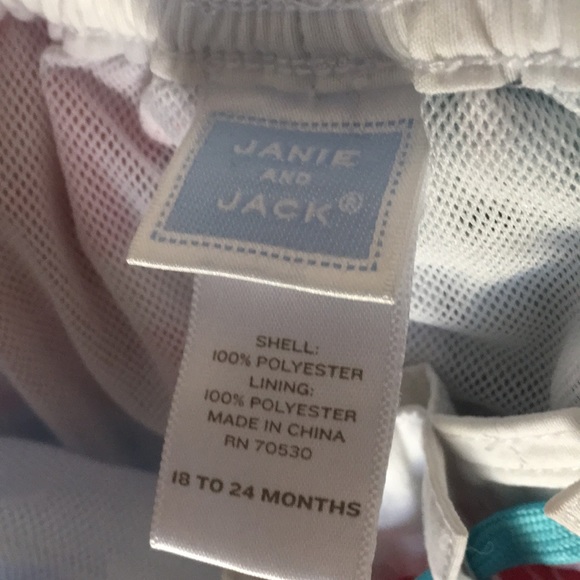 JANIE
AND
JACK®
SHELL:
100% POLYESTER
LINING:
100% POLYESTER
MADE IN CHINA
RN 70530
18 TO 24 MONTHS